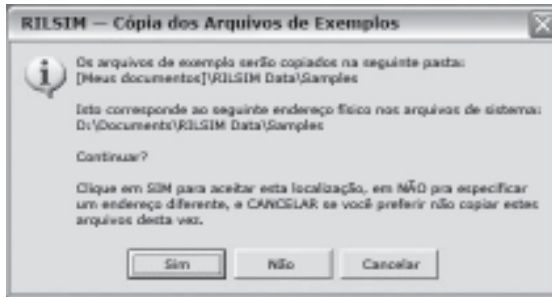 RILSIM — Cópia dos Arquivos de Exemplos
Os arquivos de exemplo serão copiados na seguinte pasta:
[Meus documentos]\RILSIM Data\Samples
Isto corresponde ao seguinte endereço físico nos arquivos de sistema:
D:\Documents\RILSIM Data\Samples
Continuar?
Clique em SIM para aceitar esta localização, em NÃO pra especificar
um endereço diferente, e CANCELAR se você preferir não copiar estes
arquivos desta vez.
Sim Não Cancelar